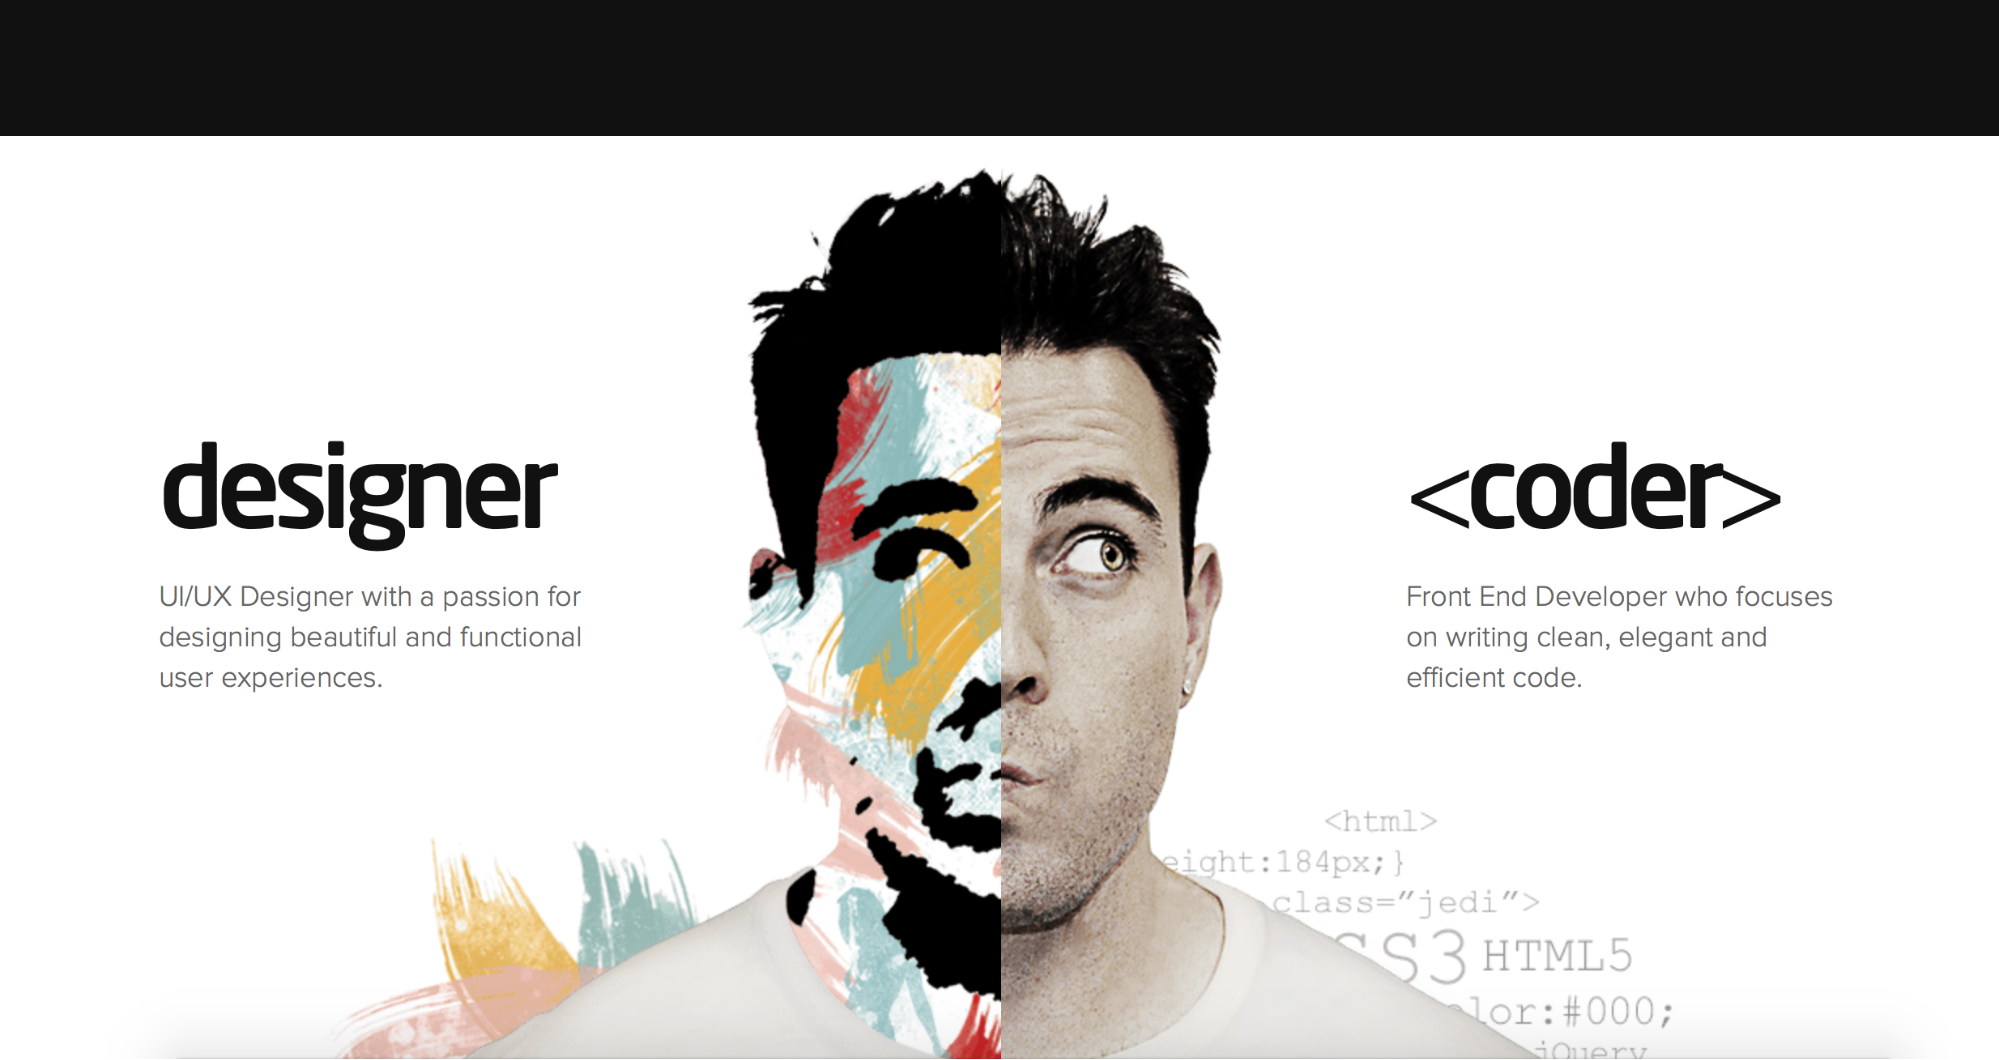 designer
UI/UX Designer with a passion for
designing beautiful and functional
user experiences.
<coder>
Front End Developer who focuses
on writing clean, elegant and
efficient code.
<html>
eight:184px;}
class="jedi">
SS3 HTML5
lor:#000;
jQuery